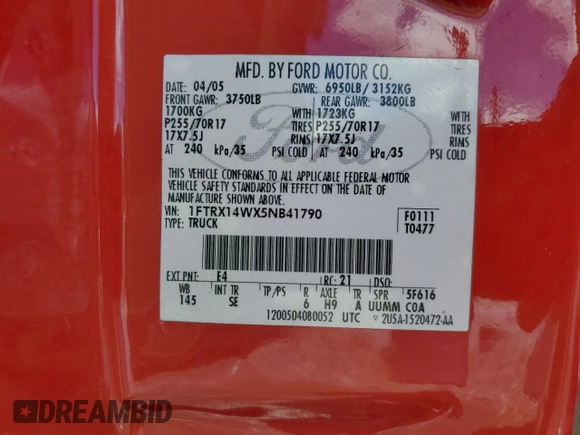 MFD. BY FORD MOTOR CO.
DATE 04/05 GVWR: 6950LB/3152KG
FRONT GAWR: 3750LB REAR GAWR: 3800LB
1700KG WITH 1723KG WITH
P255/70R17 TIRES P255/70R17 TIRES
17X7.5J RIMS 17X7.5J RIMS
AT 240 kPa/35 PSI COLD AT 240 kPa/35 PSI COLD
Ford
THIS VEHICLE CONFORMS TO ALL APPLICABLE FEDERAL MOTOR
VEHICLE SAFETY STANDARDS IN EFFECT ON THE DATE OF
MANUFACTURE SHOWN ABOVE.
VIN: 1FTRX14WX5NB41790 F0111
TYPE: TRUCK T0477
EXT PNT: E4 RC: 21 DSO:
WB INT TR TP/PS R AXLE TR SPR 5F616
145 SE 6 H9 A UUMM COA
1200504080052 UTC 2U5A-1520472-AA
DREAMBID